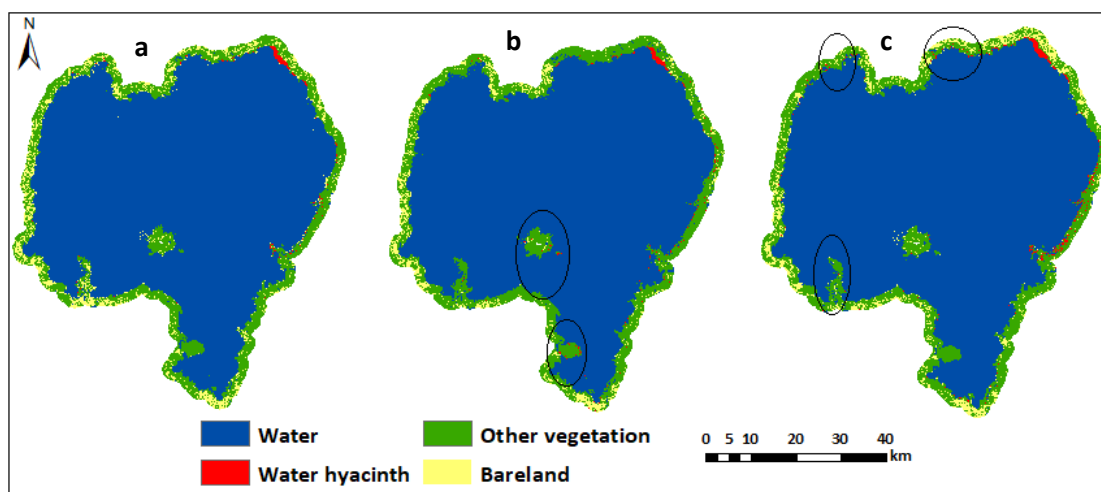 N
a
b
c
Water
Other vegetation
Water hyacinth
Bareland
0 5 10 20 30 40
km